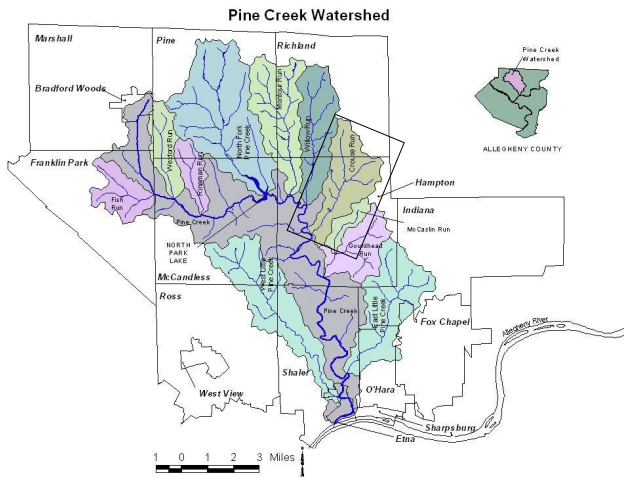 Pine Creek Watershed
Marshall
Pine
Richland
Pine Creek
Watershed
Bradford Woods
ALLEGHENY COUNTY
Montour Run
Willow Run
Crouse Run
Wexford Run
North Fork
Pine Creek
Rinaman Run
Franklin Park
Hampton
Fish
Run
Indiana
McCaslin Run
Pine Creek
Gourdhead
Run
NORTH
PARK
LAKE
West Little
Pine Creek
McCandless
Ross
Pine Creek
East Little
Pine Creek
Fox Chapel
Allegheny River
Shaler
O'Hara
West View
Sharpsburg
Etna
1 0 1 2 3 Miles